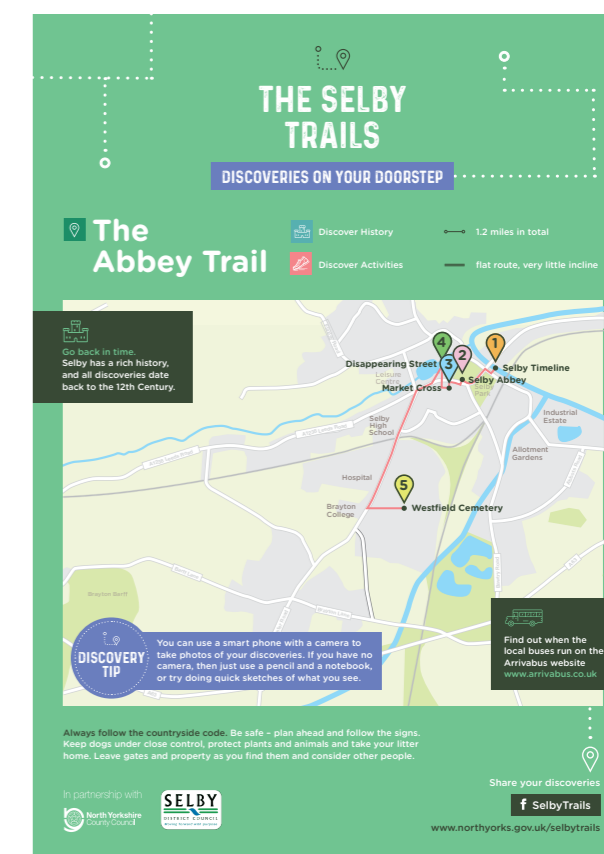 THE SELBY
TRAILS
DISCOVERIES ON YOUR DOORSTEP
The
Abbey Trail
Discover History
1.2 miles in total
Discover Activities
flat route, very little incline
Go back in time.
Selby has a rich history,
and all discoveries date
back to the 12th Century.
4
3
2
1
Disappearing Street
Selby Timeline
Leisure
Centre
Selby Abbey
Market Cross
Selby
Park
Selby
High
School
Industrial
Estate
Allotment
Gardens
Hospital
5
Brayton
College
Westfield Cemetery
Brayton Barff
DISCOVERY
TIP
You can use a smart phone with a camera to
take photos of your discoveries. If you have no
camera, then just use a pencil and a notebook,
or try doing quick sketches of what you see.
Find out when the
local buses run on the
Arrivabus website
www.arrivabus.co.uk
Always follow the countryside code. Be safe – plan ahead and follow the signs.
Keep dogs under close control, protect plants and animals and take your litter
home. Leave gates and property as you find them and consider other people.
In partnership with
North Yorkshire
County Council
SELBY
DISTRICT COUNCIL
Share your discoveries
f SelbyTrails
www.northyorks.gov.uk/selbytrails